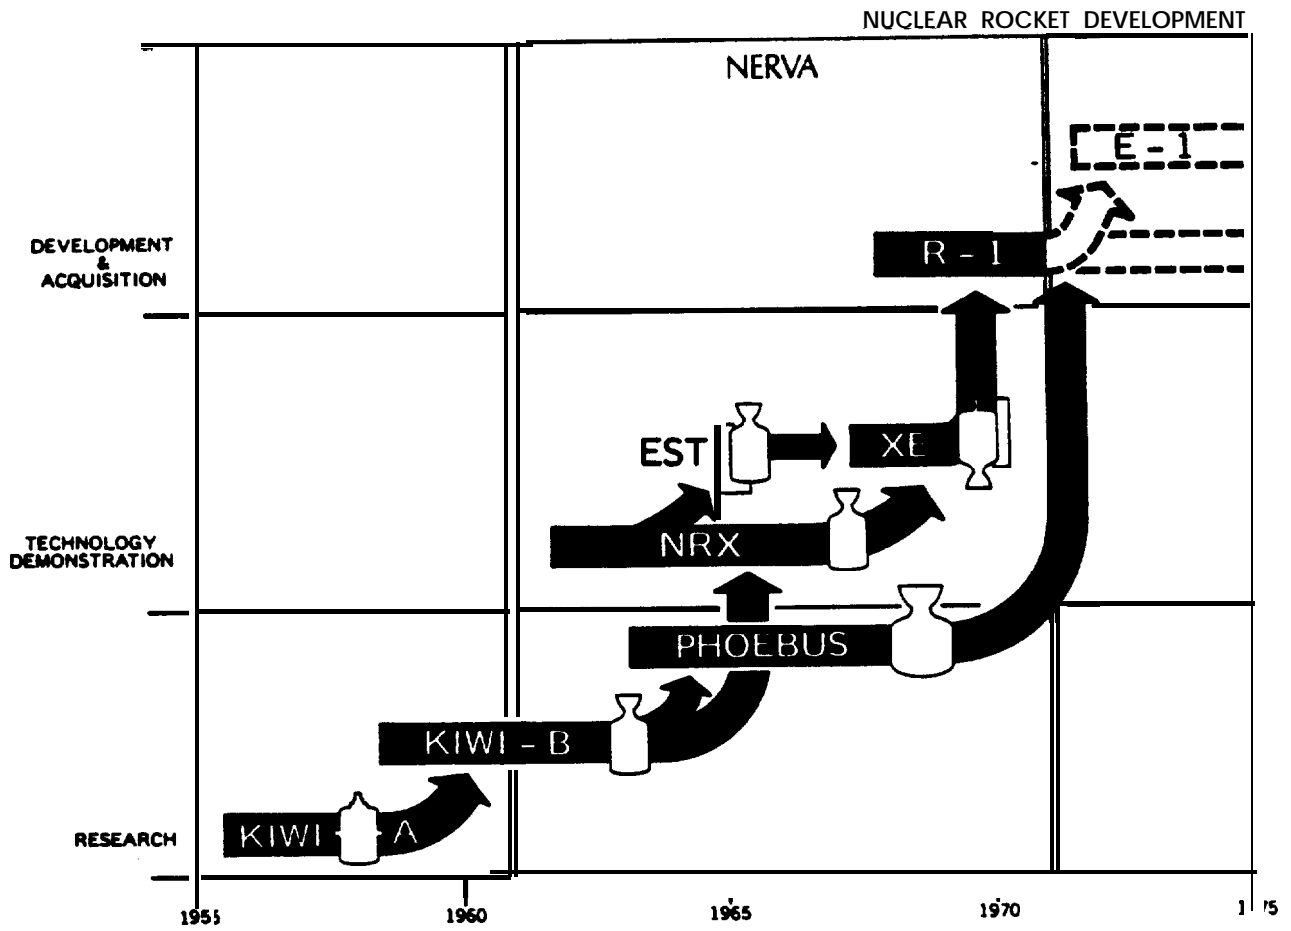 NUCLEAR ROCKET DEVELOPMENT
NERVA
E - 1
DEVELOPMENT
&
ACQUISITION
R - 1
EST
XE
TECHNOLOGY
DEMONSTRATION
NRX
PHOEBUS
KIWI - B
RESEARCH
KIWI - A
1955
1960
1965
1970